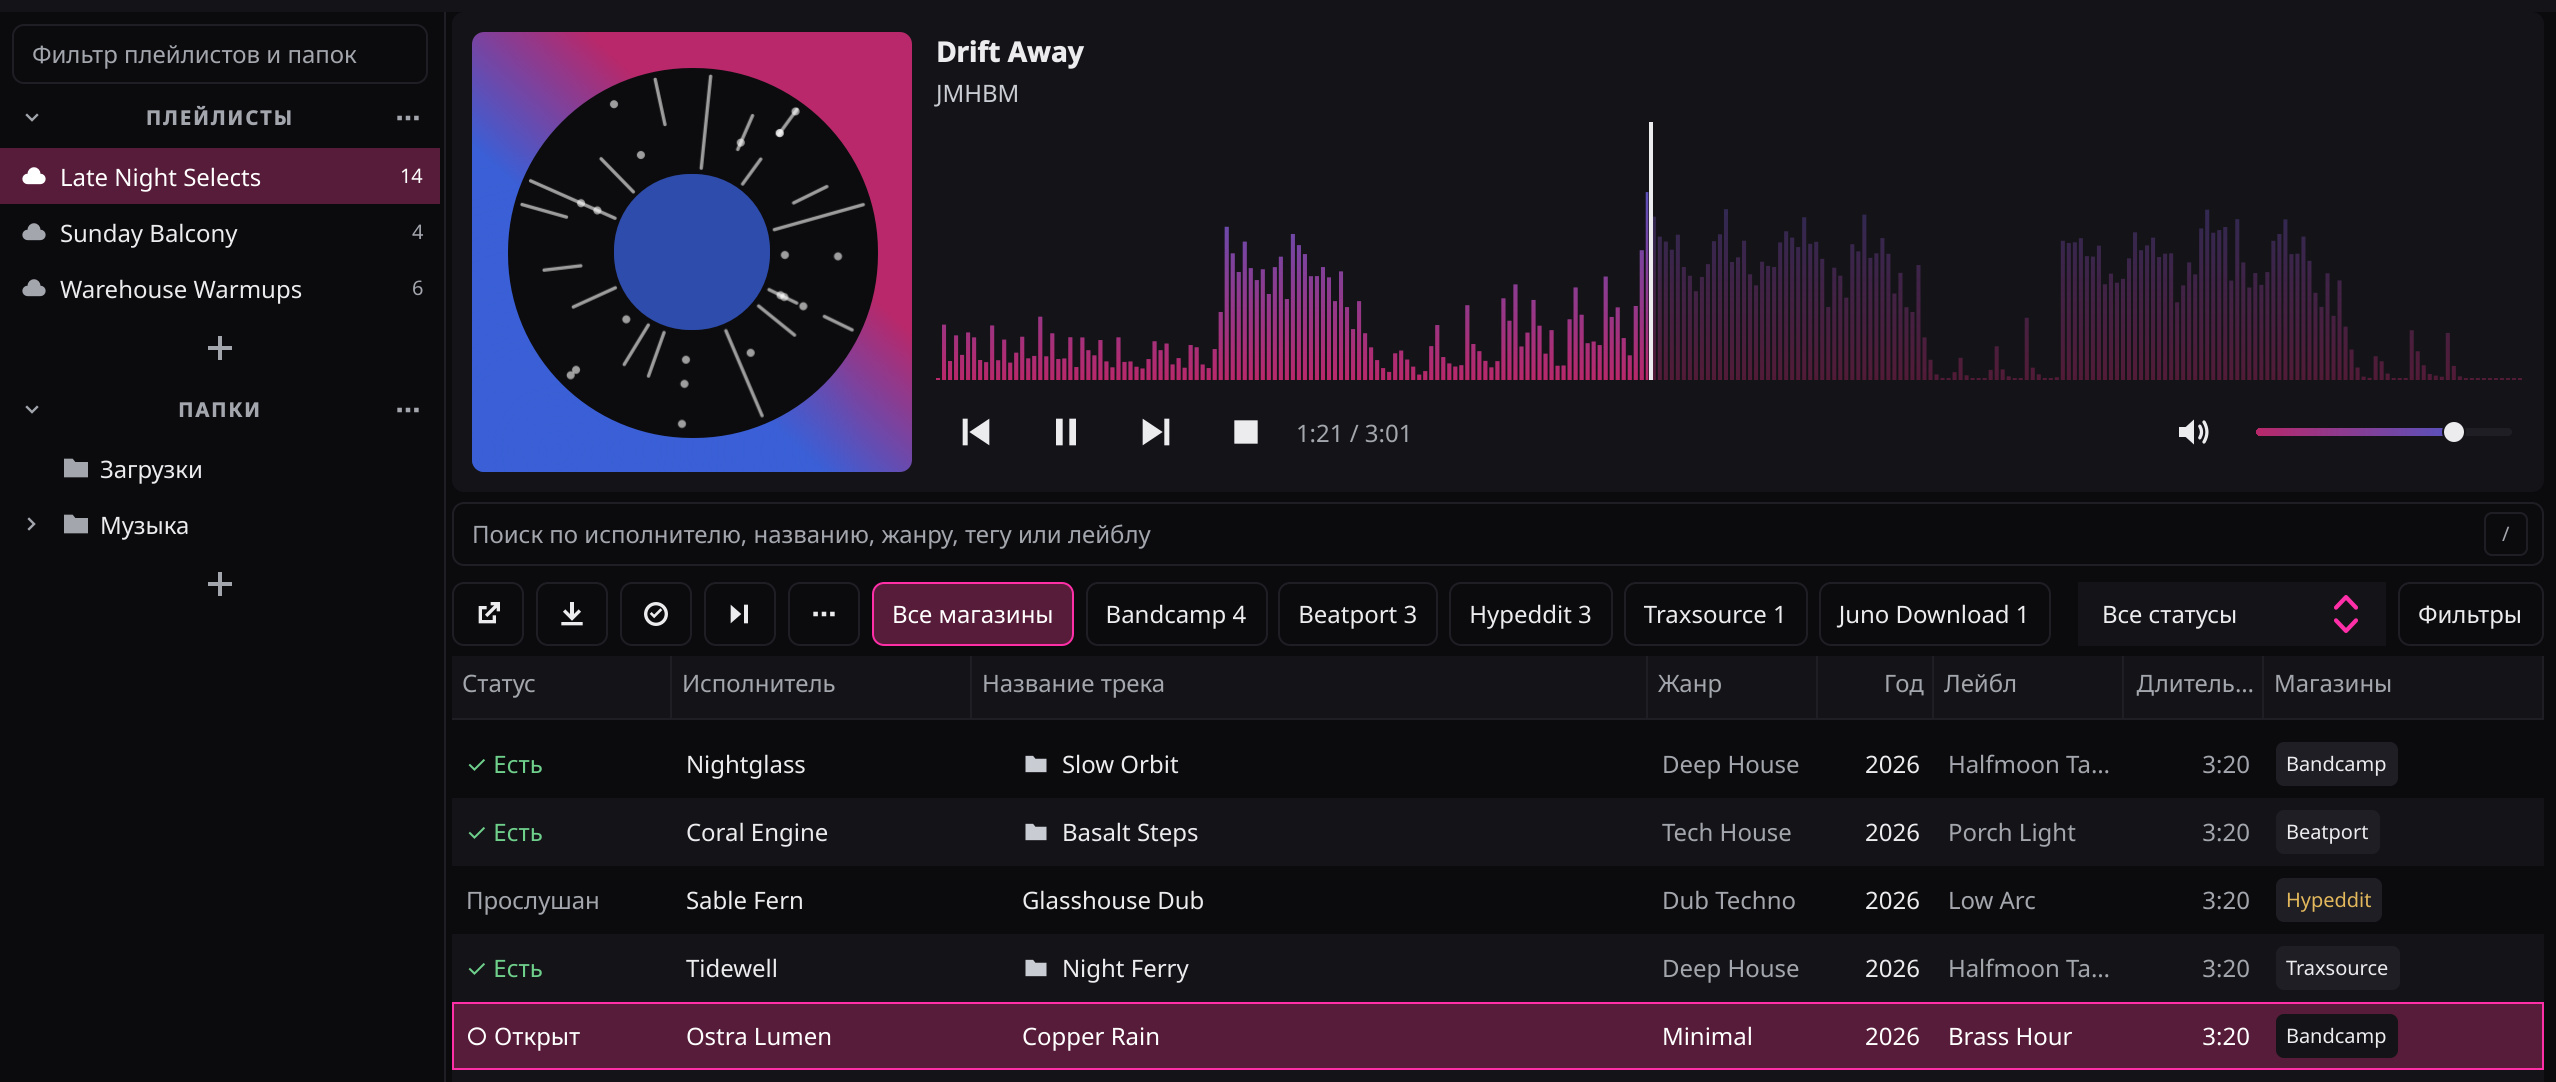 Фильтр плейлистов и папок
ПЛЕЙЛИСТЫ
Late Night Selects 14
Sunday Balcony 4
Warehouse Warmups 6
ПАПКИ
Загрузки
Музыка
Drift Away
JMHBM
1:21 / 3:01
Поиск по исполнителю, названию, жанру, тегу или лейблу /
Все магазины Bandcamp 4 Beatport 3 Hypeddit 3 Traxsource 1 Juno Download 1 Все статусы Фильтры
Статус Исполнитель Название трека Жанр Год Лейбл Длитель... Магазины
Есть Nightglass Slow Orbit Deep House 2026 Halfmoon Ta... 3:20 Bandcamp
Есть Coral Engine Basalt Steps Tech House 2026 Porch Light 3:20 Beatport
Прослушан Sable Fern Glasshouse Dub Dub Techno 2026 Low Arc 3:20 Hypeddit
Есть Tidewell Night Ferry Deep House 2026 Halfmoon Ta... 3:20 Traxsource
Открыт Ostra Lumen Copper Rain Minimal 2026 Brass Hour 3:20 Bandcamp